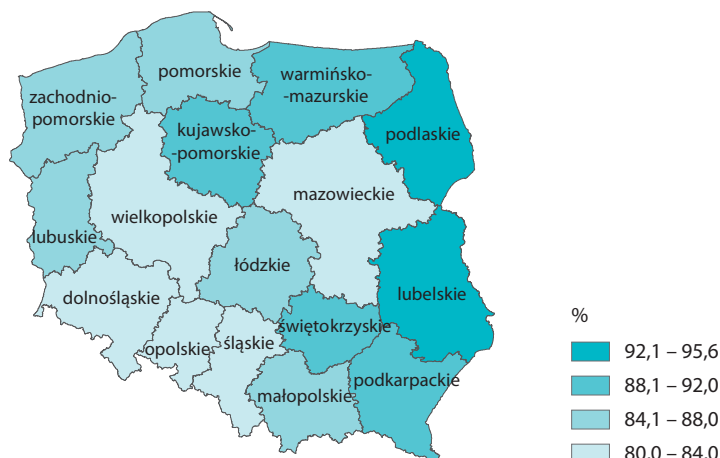 pomorskie
warmińsko-
-mazurskie
zachodnio-
pomorskie
kujawsko-
-pomorskie
podlaskie
mazowieckie
wielkopolskie
lubuskie
łódzkie
dolnośląskie
lubelskie
świętokrzyskie
opolskie
śląskie
podkarpackie
małopolskie
%
92,1 – 95,6
88,1 – 92,0
84,1 – 88,0
80,0 – 84,0